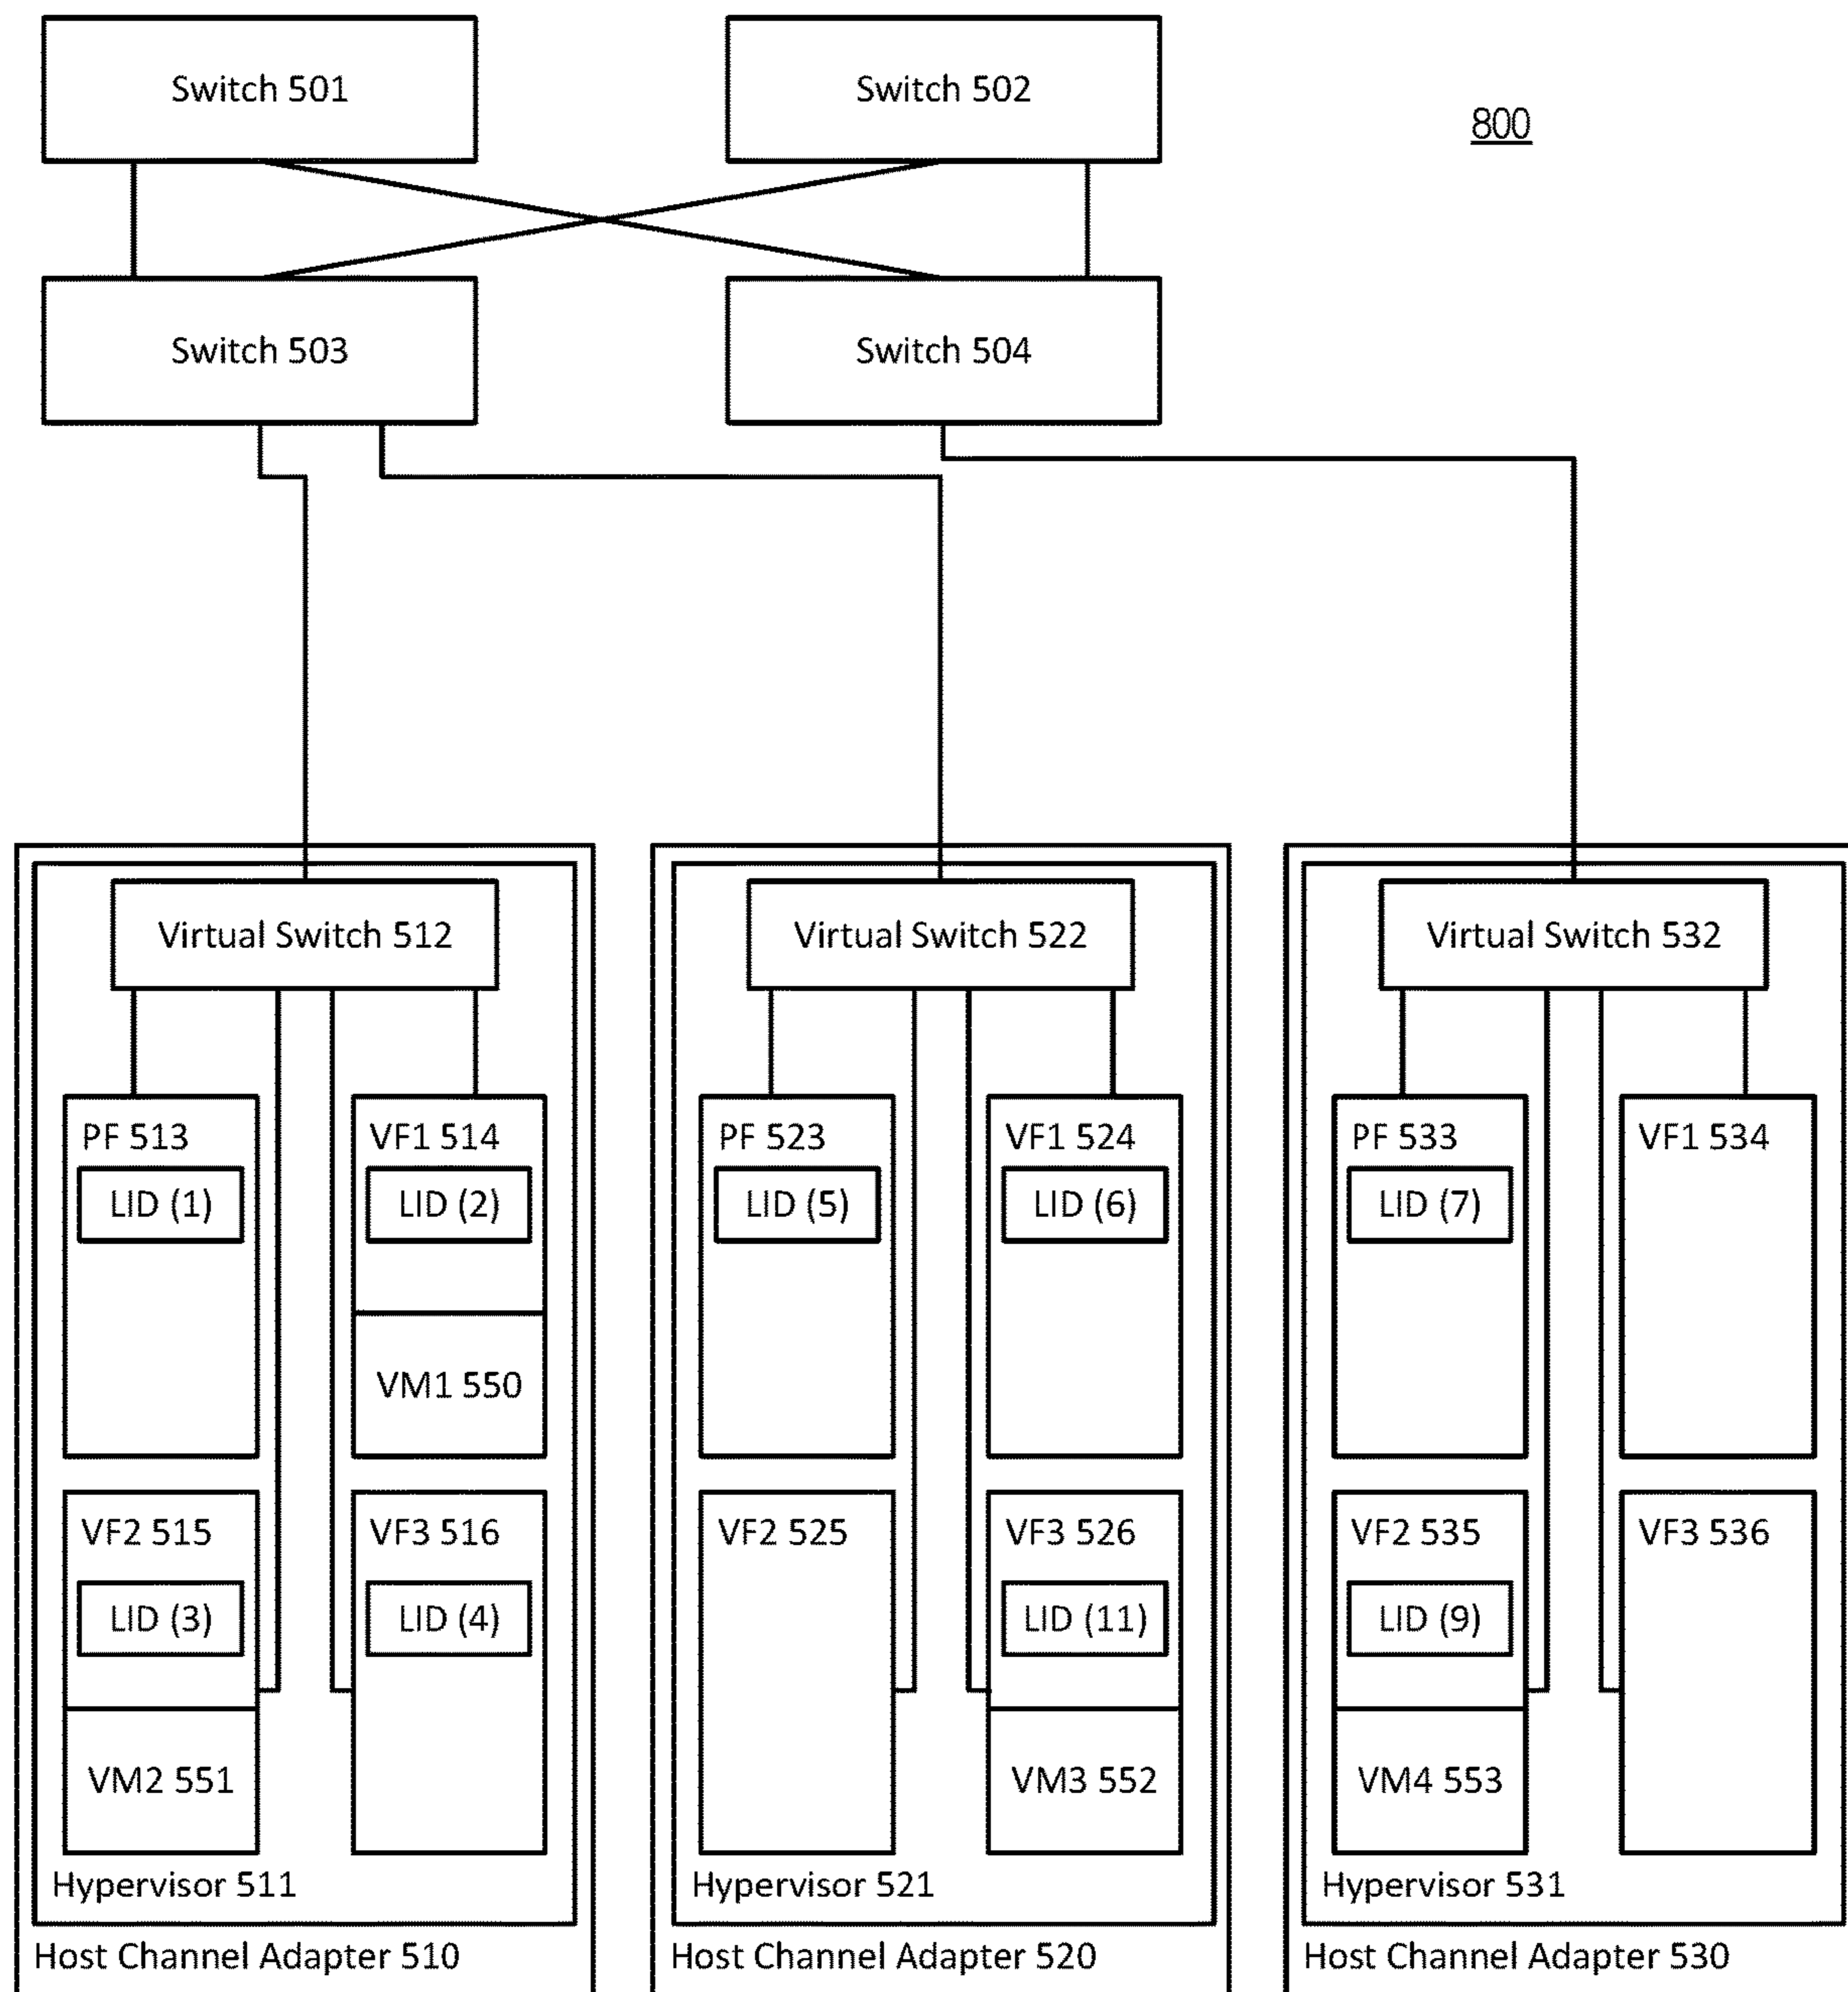 Switch 501
Switch 502
800
Switch 503
Switch 504
Virtual Switch 512
Virtual Switch 522
Virtual Switch 532
PF 513
LID (1)
VF1 514
LID (2)
VM1 550
VF2 515
LID (3)
VM2 551
VF3 516
LID (4)
Hypervisor 511
Host Channel Adapter 510
PF 523
LID (5)
VF1 524
LID (6)
VF2 525
VF3 526
LID (11)
VM3 552
Hypervisor 521
Host Channel Adapter 520
PF 533
LID (7)
VF1 534
VF2 535
LID (9)
VM4 553
VF3 536
Hypervisor 531
Host Channel Adapter 530